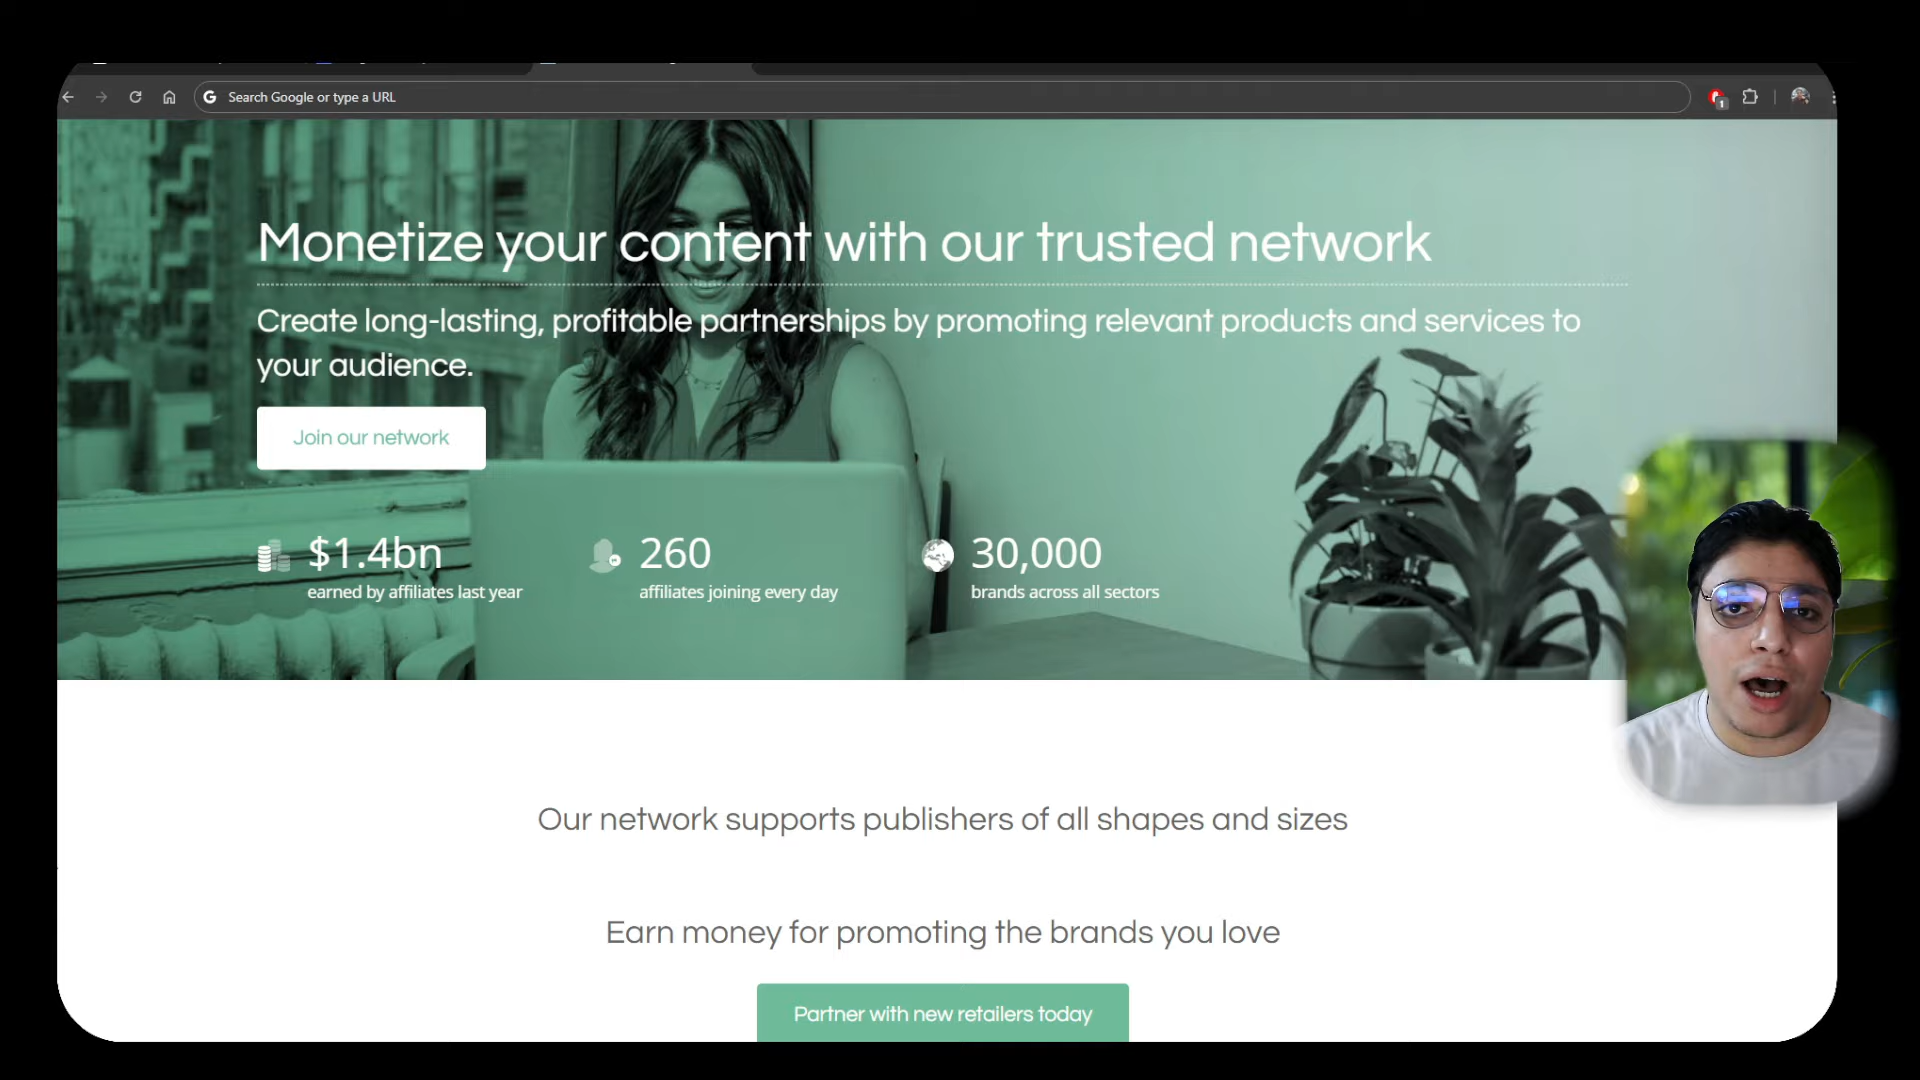 Search Google or type a URL
1
Monetize your content with our trusted network
Create long-lasting, profitable partnerships by promoting relevant products and services to
your audience.
Join our network
$1.4bn
earned by affiliates last year
260
affiliates joining every day
30,000
brands across all sectors
Our network supports publishers of all shapes and sizes
Earn money for promoting the brands you love
Partner with new retailers today